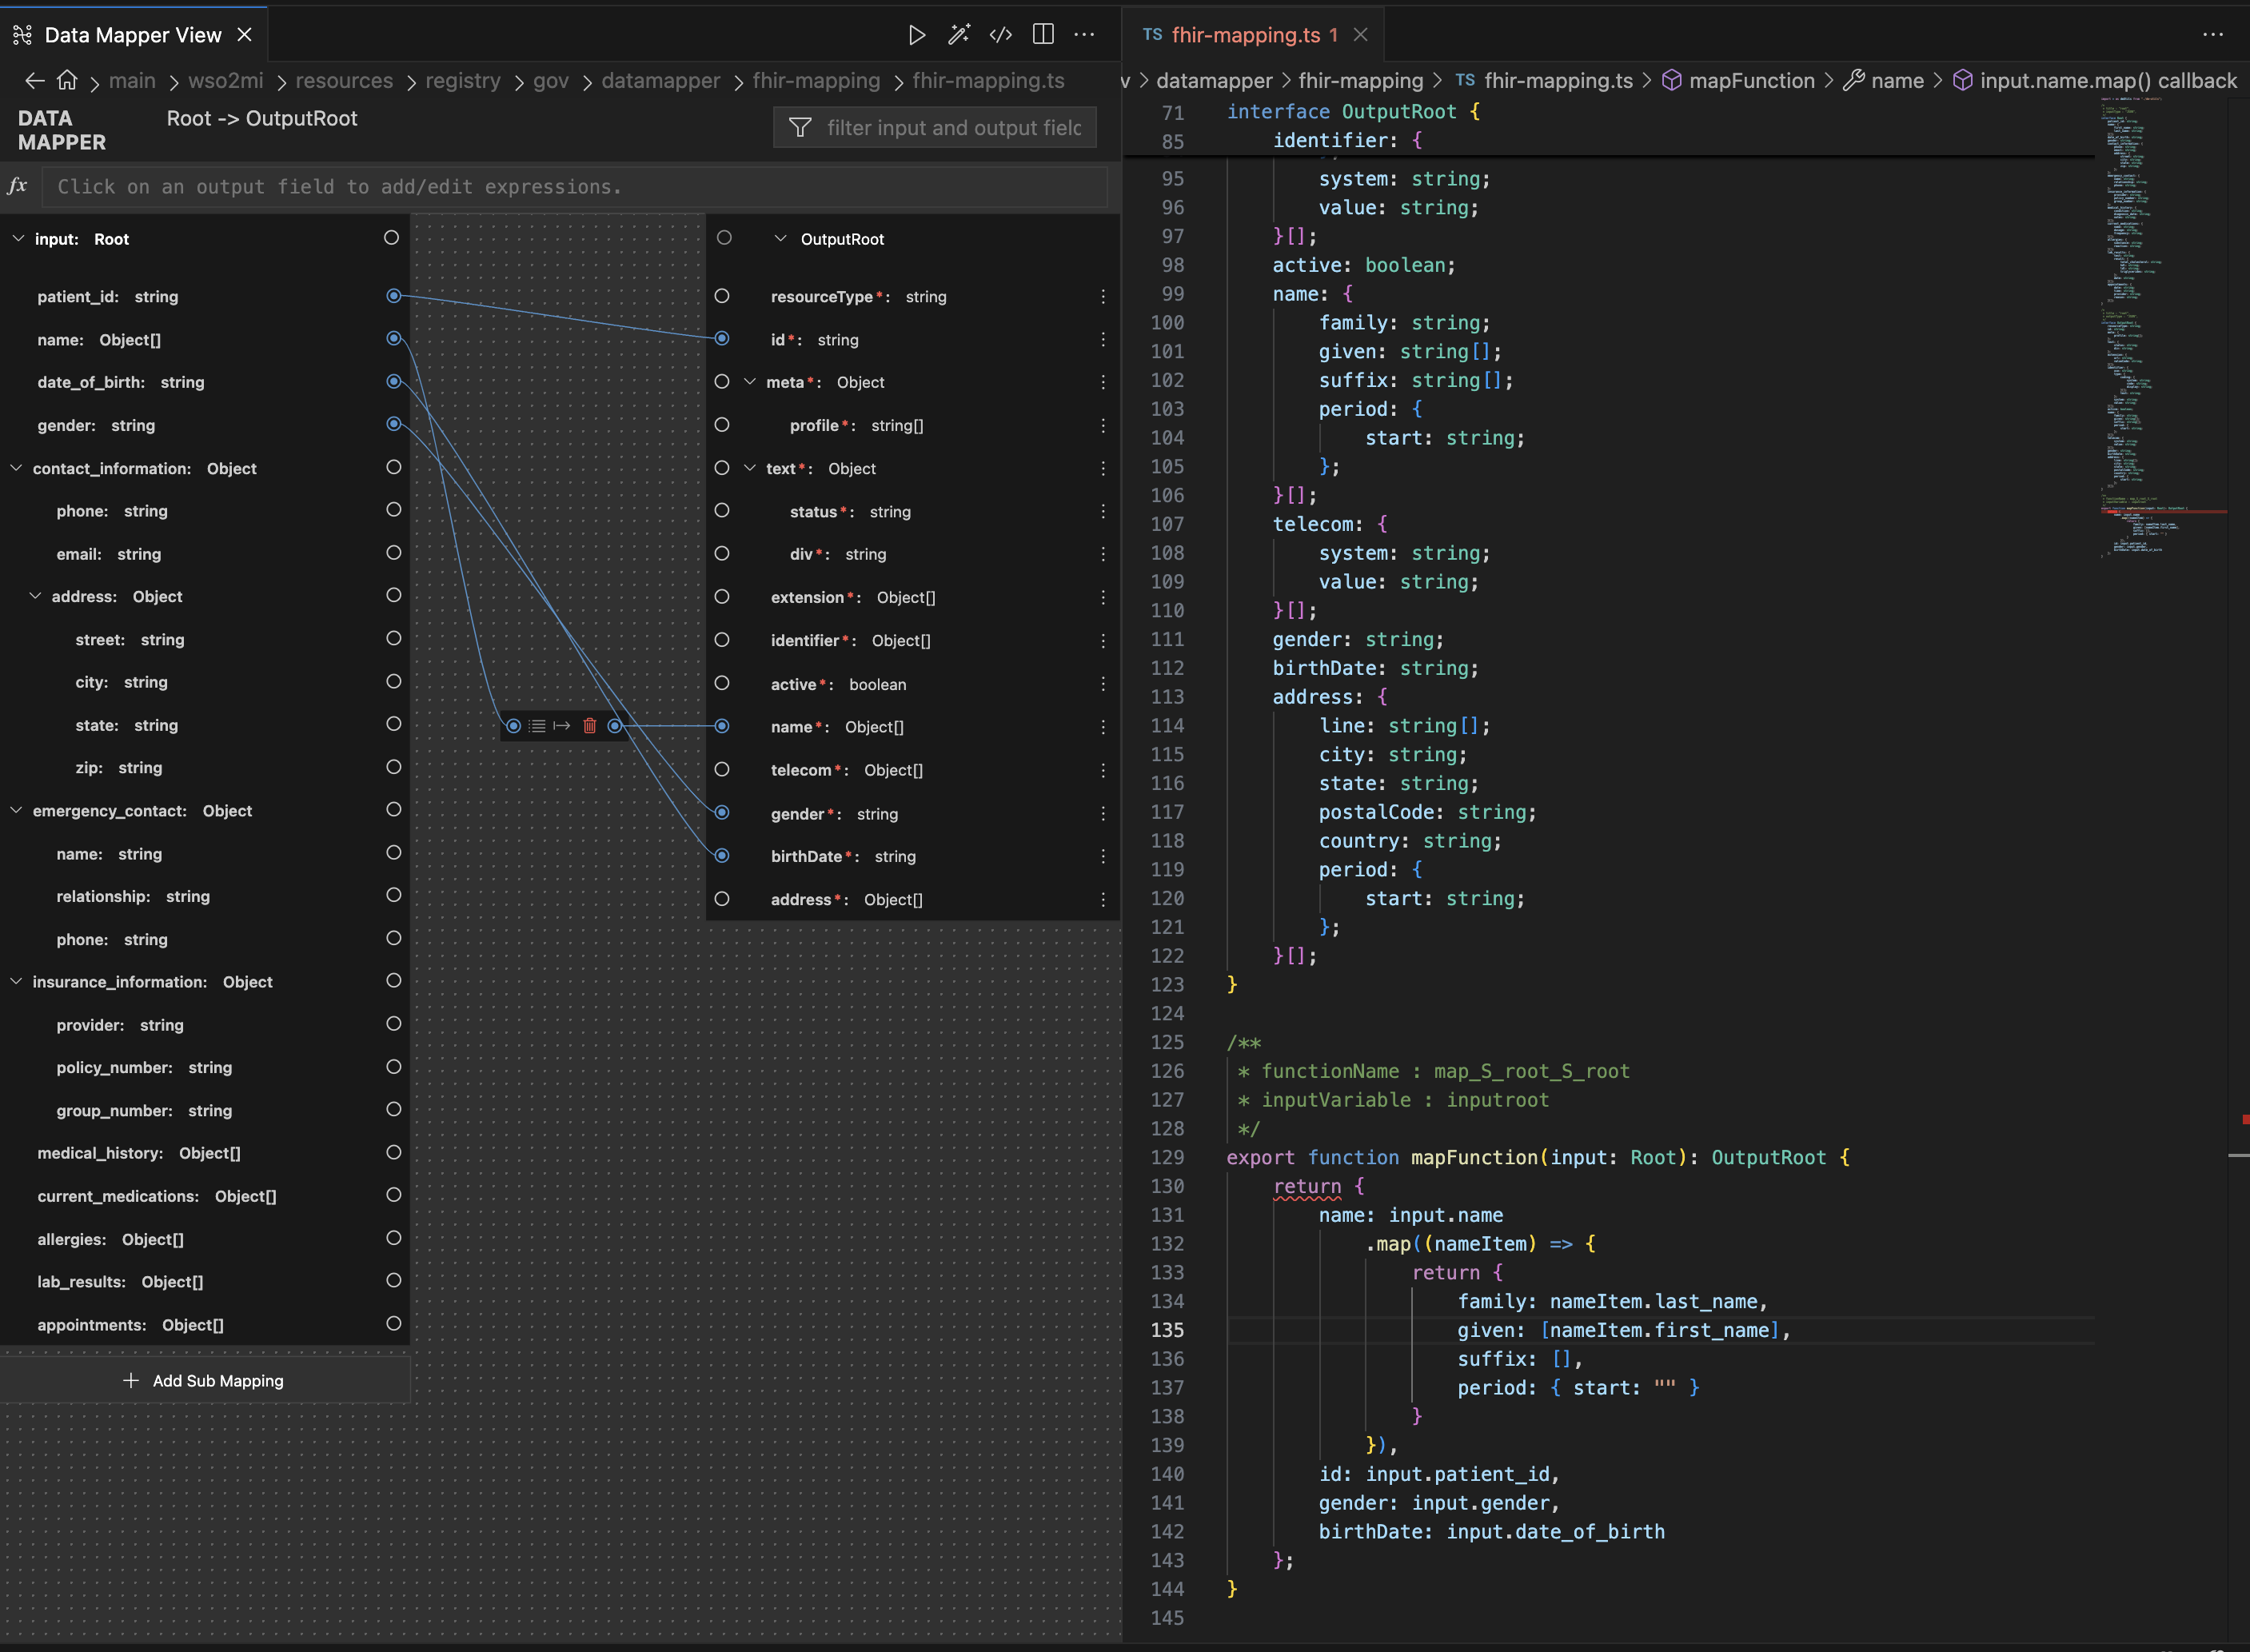 Data Mapper View
main > wso2mi > resources > registry > gov > datamapper > fhir-mapping > fhir-mapping.ts
DATA MAPPER
Root -> OutputRoot
filter input and output fielc
fx
Click on an output field to add/edit expressions.
input: Root
patient_id: string
name: Object[]
date_of_birth: string
gender: string
contact_information: Object
phone: string
email: string
address: Object
street: string
city: string
state: string
zip: string
emergency_contact: Object
name: string
relationship: string
phone: string
insurance_information: Object
provider: string
policy_number: string
group_number: string
medical_history: Object[]
current_medications: Object[]
allergies: Object[]
lab_results: Object[]
appointments: Object[]
+ Add Sub Mapping
OutputRoot
resourceType*: string
id*: string
meta*: Object
profile*: string[]
text*: Object
status*: string
div*: string
extension*: Object[]
identifier*: Object[]
active*: boolean
name*: Object[]
telecom*: Object[]
gender*: string
birthDate*: string
address*: Object[]
TS fhir-mapping.ts 1
v > datamapper > fhir-mapping > TS fhir-mapping.ts > mapFunction > name > input.name.map() callback
71 interface OutputRoot {
85 identifier: {
95 system: string;
96 value: string;
97 }[];
98 active: boolean;
99 name: {
100 family: string;
101 given: string[];
102 suffix: string[];
103 period: {
104 start: string;
105 };
106 }[];
107 telecom: {
108 system: string;
109 value: string;
110 }[];
111 gender: string;
112 birthDate: string;
113 address: {
114 line: string[];
115 city: string;
116 state: string;
117 postalCode: string;
118 country: string;
119 period: {
120 start: string;
121 };
122 }[];
123 }
124
125 /**
126 * functionName : map_S_root_S_root
127 * inputVariable : inputroot
128 */
129 export function mapFunction(input: Root): OutputRoot {
130 return {
131 name: input.name
132 .map((nameItem) => {
133 return {
134 family: nameItem.last_name,
135 given: [nameItem.first_name],
136 suffix: [],
137 period: { start: "" }
138 }
139 }),
140 id: input.patient_id,
141 gender: input.gender,
142 birthDate: input.date_of_birth
143 };
144 }
145